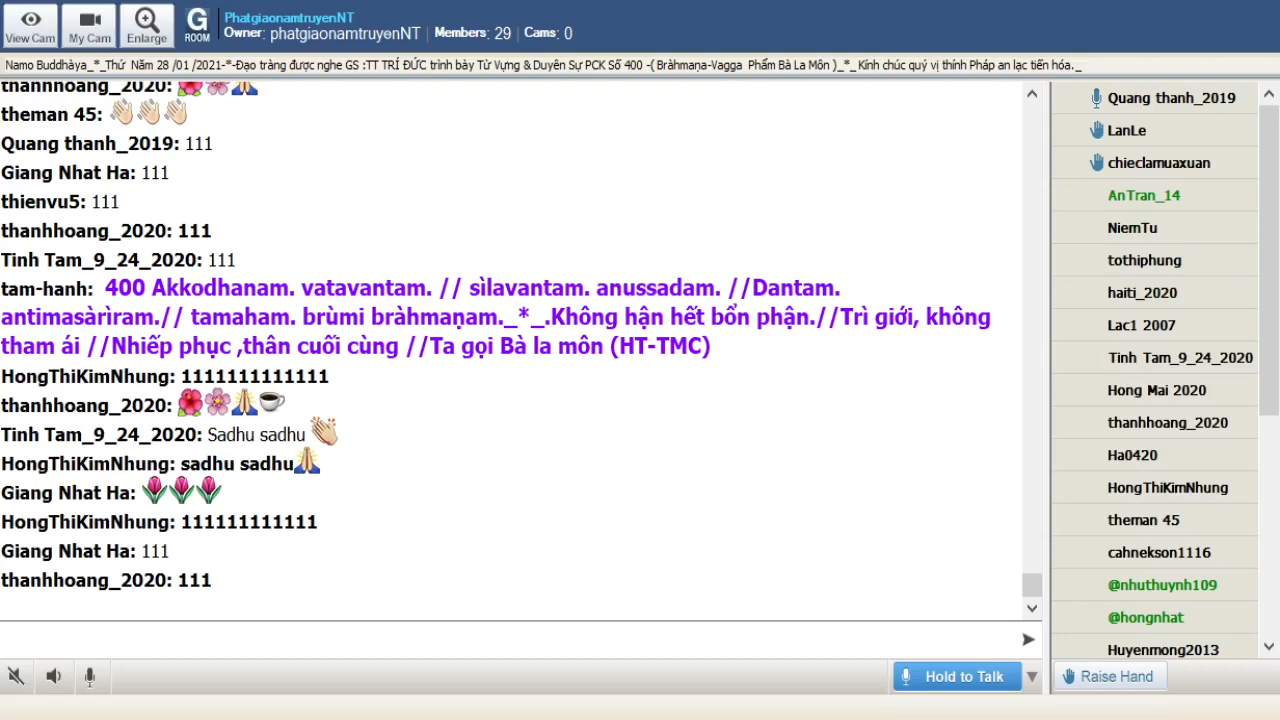 View Cam
My Cam
Enlarge
G
ROOM
PhatgiaonamtruyenNT
Owner: phatgiaonamtruyenNT | Members: 29 | Cams: 0
Namo Buddhàya_*_Thứ Năm 28 /01 /2021-*-Đạo tràng được nghe GS :TT TRÍ ĐỨC trình bày Từ Vựng & Duyên Sự PCK Số 400 -( Bràhmaṇa-Vagga Phẩm Bà La Môn )_*_ Kính chúc quý vị thính Pháp an lạc tiến hóa._
thanhhoang_2020:
theman 45:
Quang thanh_2019: 111
Giang Nhat Ha: 111
thienvu5: 111
thanhhoang_2020: 111
Tinh Tam_9_24_2020: 111
tam-hanh: 400 Akkodhanam. vatavantam. // sìlavantam. anussadam. //Dantam.
antimasàrìram.// tamaham. brùmi bràhmaṇam._*_.Không hận hết bổn phận.//Trì giới, không
tham ái //Nhiếp phục ,thân cuối cùng //Ta gọi Bà la môn (HT-TMC)
HongThiKimNhung: 1111111111111
thanhhoang_2020:
Tinh Tam_9_24_2020: Sadhu sadhu
HongThiKimNhung: sadhu sadhu
Giang Nhat Ha:
HongThiKimNhung: 111111111111
Giang Nhat Ha: 111
thanhhoang_2020: 111
Hold to Talk
Quang thanh_2019
LanLe
chieclamuaxuan
AnTran_14
NiemTu
tothiphung
haiti_2020
Lac1 2007
Tinh Tam_9_24_2020
Hong Mai 2020
thanhhoang_2020
Ha0420
HongThiKimNhung
theman 45
cahnekson1116
@nhuthuynh109
@hongnhat
Huyenmong2013
Raise Hand